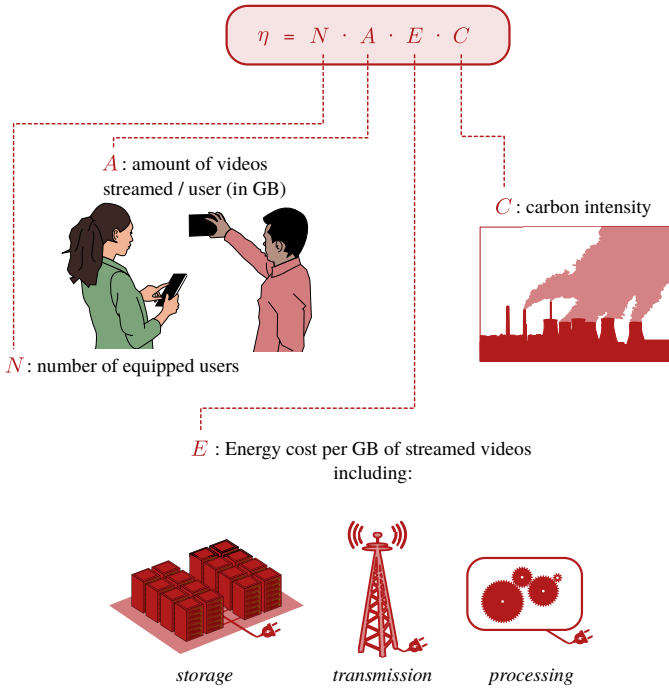 η = N · A · E · C
A : amount of videos
streamed / user (in GB)
C : carbon intensity
N : number of equipped users
E : Energy cost per GB of streamed videos
including:
storage
transmission
processing